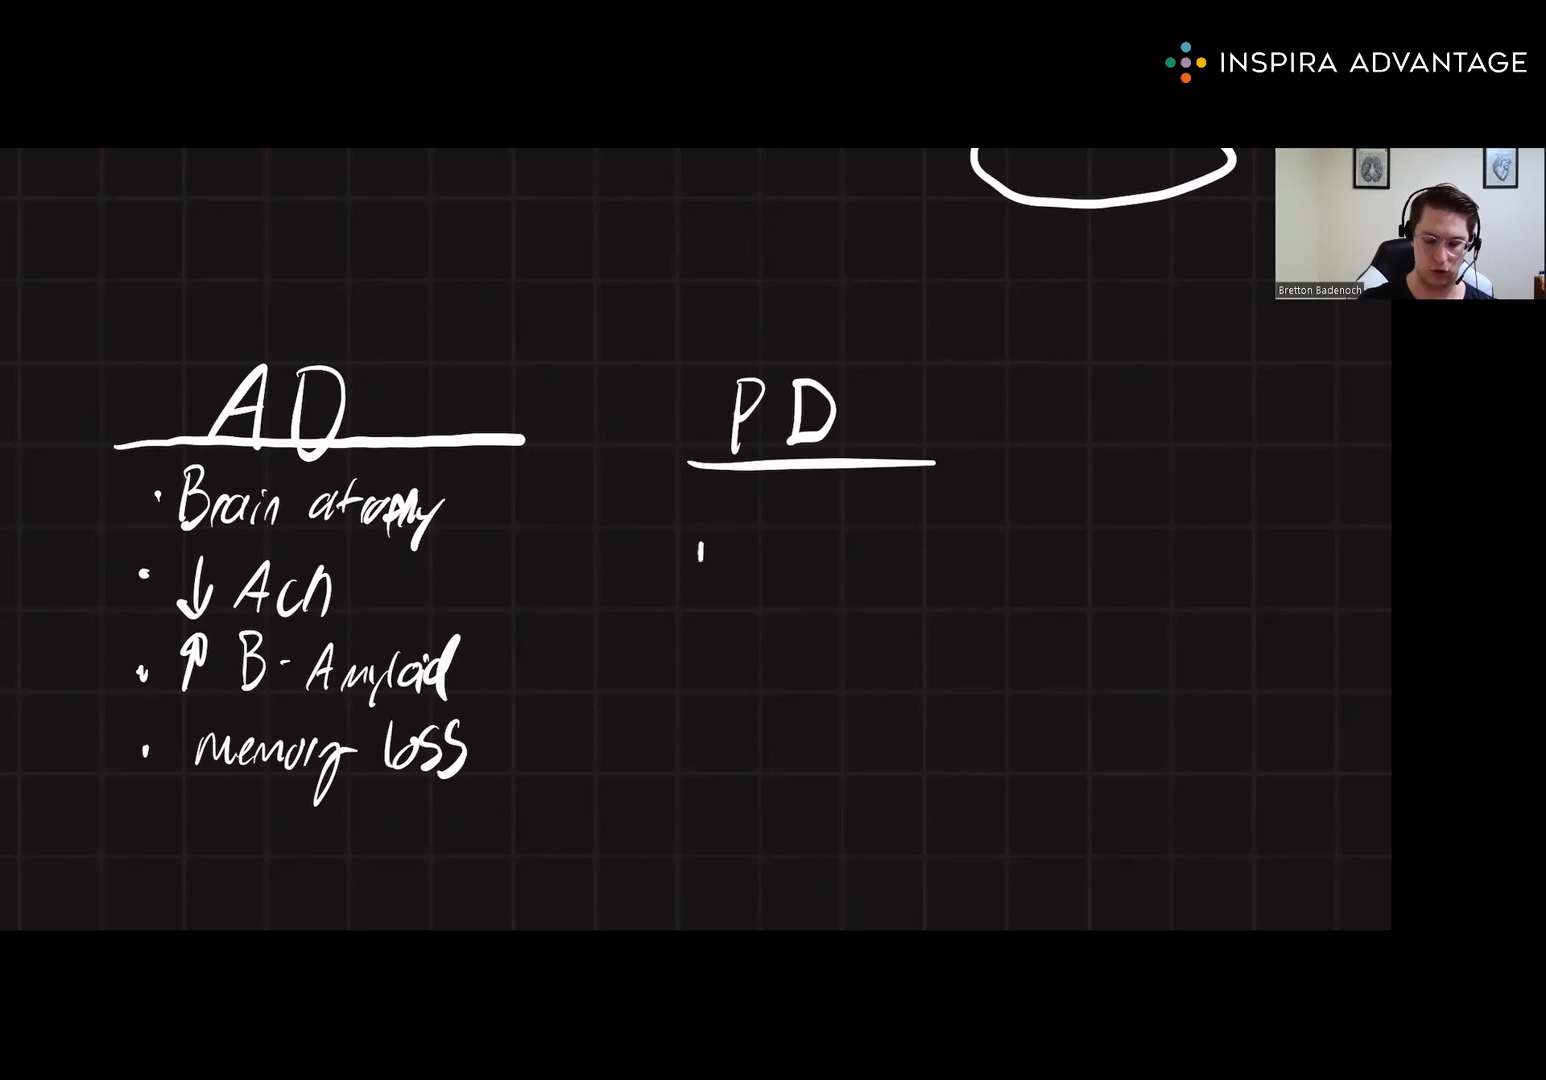 INSPIRA ADVANTAGE
Bretton Badenoch
AD
• Brain atrophy
• ↓ Ach
• ↑ B-Amyloid
• memory loss
PD